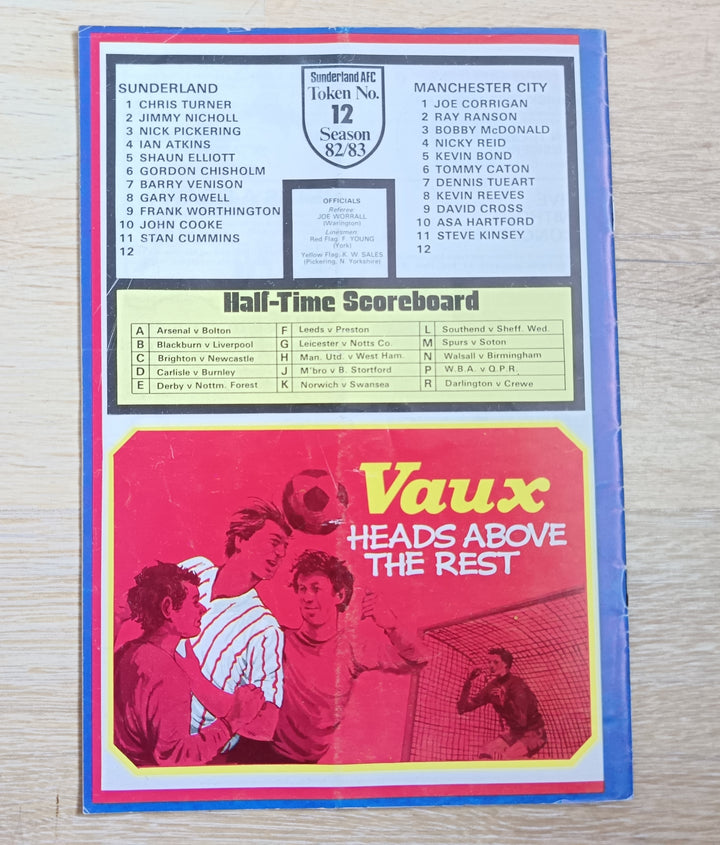 SUNDERLAND
1 CHRIS TURNER
2 JIMMY NICHOLL
3 NICK PICKERING
4 IAN ATKINS
5 SHAUN ELLIOTT
6 GORDON CHISHOLM
7 BARRY VENISON
8 GARY ROWELL
9 FRANK WORTHINGTON
10 JOHN COOKE
11 STAN CUMMINS
12
Sunderland AFC
Token No.
12
Season
82/83
OFFICIALS
Referee:
JOE WORRALL
(Warington)
Linesmen:
Red Flag: F. YOUNG
(York)
Yellow Flag: K. W. SALES
(Pickering, N. Yorkshire)
MANCHESTER CITY
1 JOE CORRIGAN
2 RAY RANSON
3 BOBBY McDONALD
4 NICKY REID
5 KEVIN BOND
6 TOMMY CATON
7 DENNIS TUEART
8 KEVIN REEVES
9 DAVID CROSS
10 ASA HARTFORD
11 STEVE KINSEY
12
Half-Time Scoreboard
A Arsenal v Bolton F Leeds v Preston L Southend v Sheff. Wed.
B Blackburn v Liverpool G Leicester v Notts Co. M Spurs v Soton
C Brighton v Newcastle H Man. Utd. v West Ham. N Walsall v Birmingham
D Carlisle v Burnley J M'bro v B. Stortford P W.B.A. v Q.P.R.
E Derby v Nottm. Forest K Norwich v Swansea R Darlington v Crewe
Vaux
HEADS ABOVE
THE REST